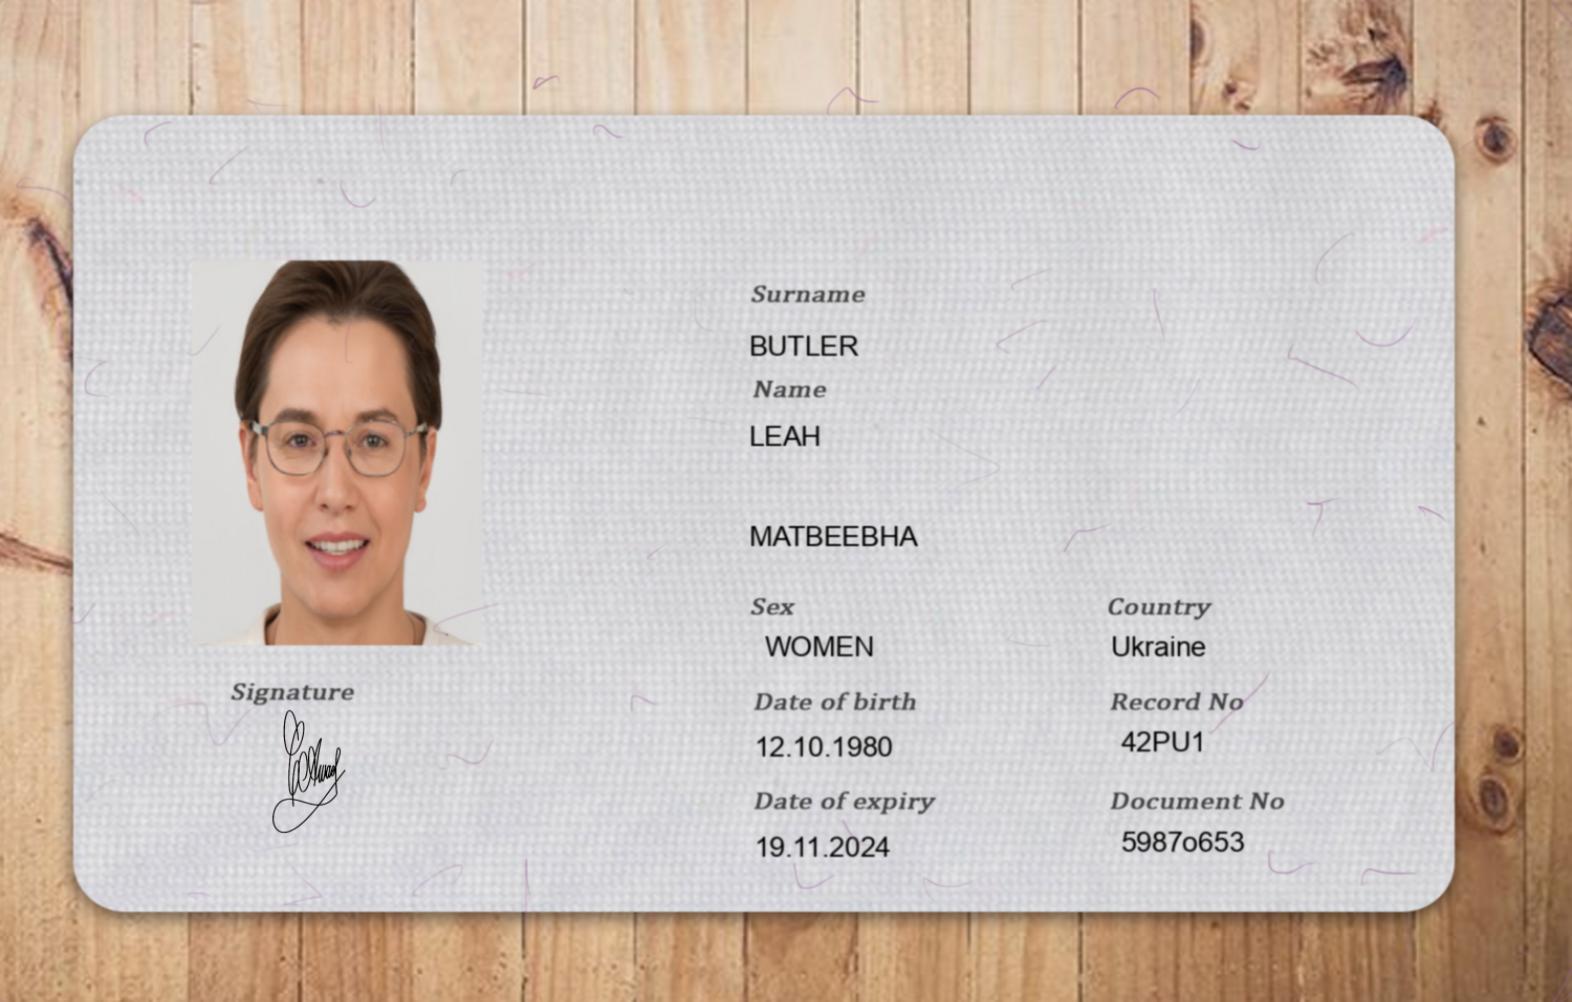 Surname
BUTLER
Name
LEAH
MATBEEBHA
Sex
Country
WOMEN
Ukraine
Date of birth
Record No
12.10.1980
42PU1
Date of expiry
Document No
19.11.2024
5987o653
Signature